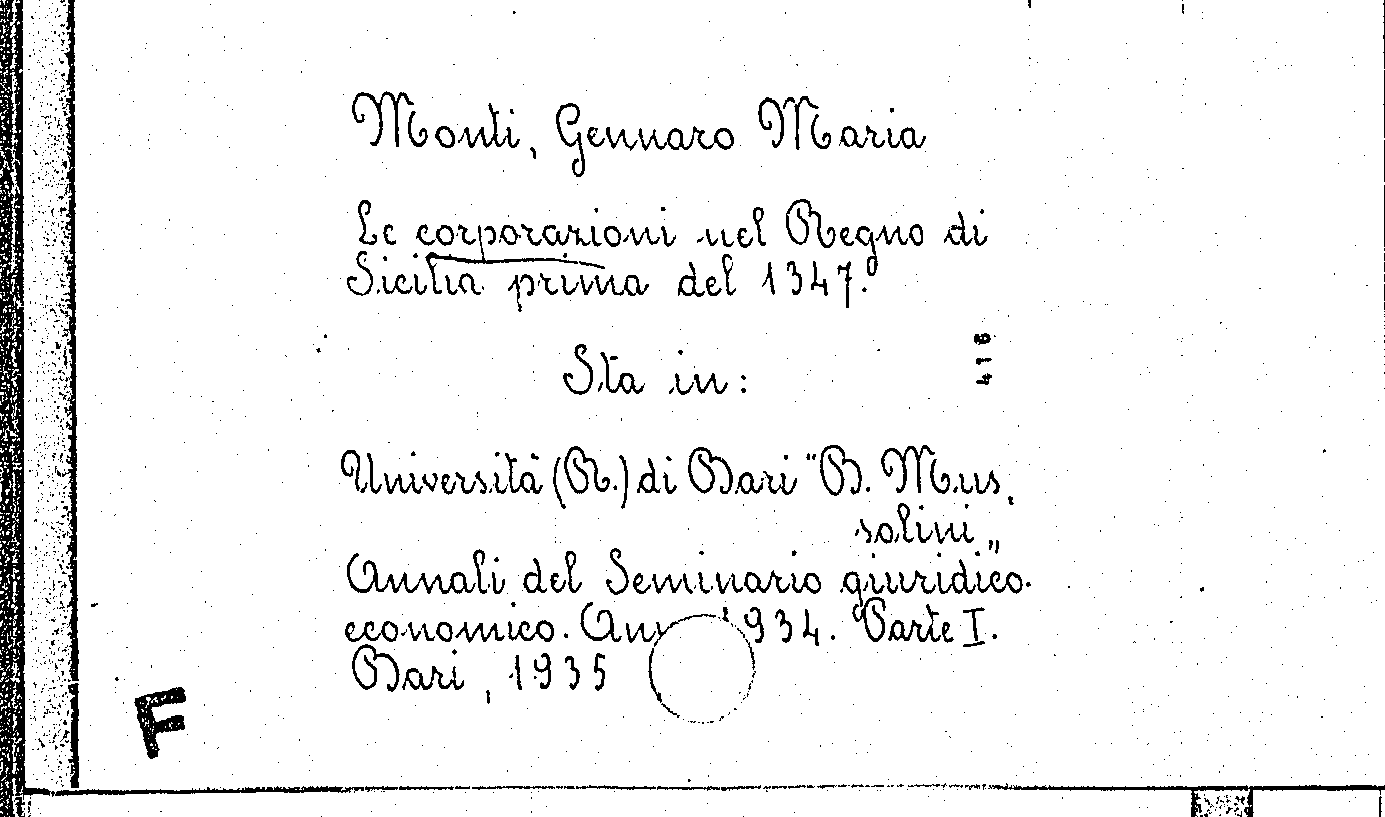 Monti, Gennaro Maria
Le corporazioni nel Regno di
Sicilia prima del 1347.
416
Sta in:
Università (R.) di Bari "B. Mus.
solini„
Annali del Seminario giuridico.
economico. 1934. Parte I.
Bari, 1935
F